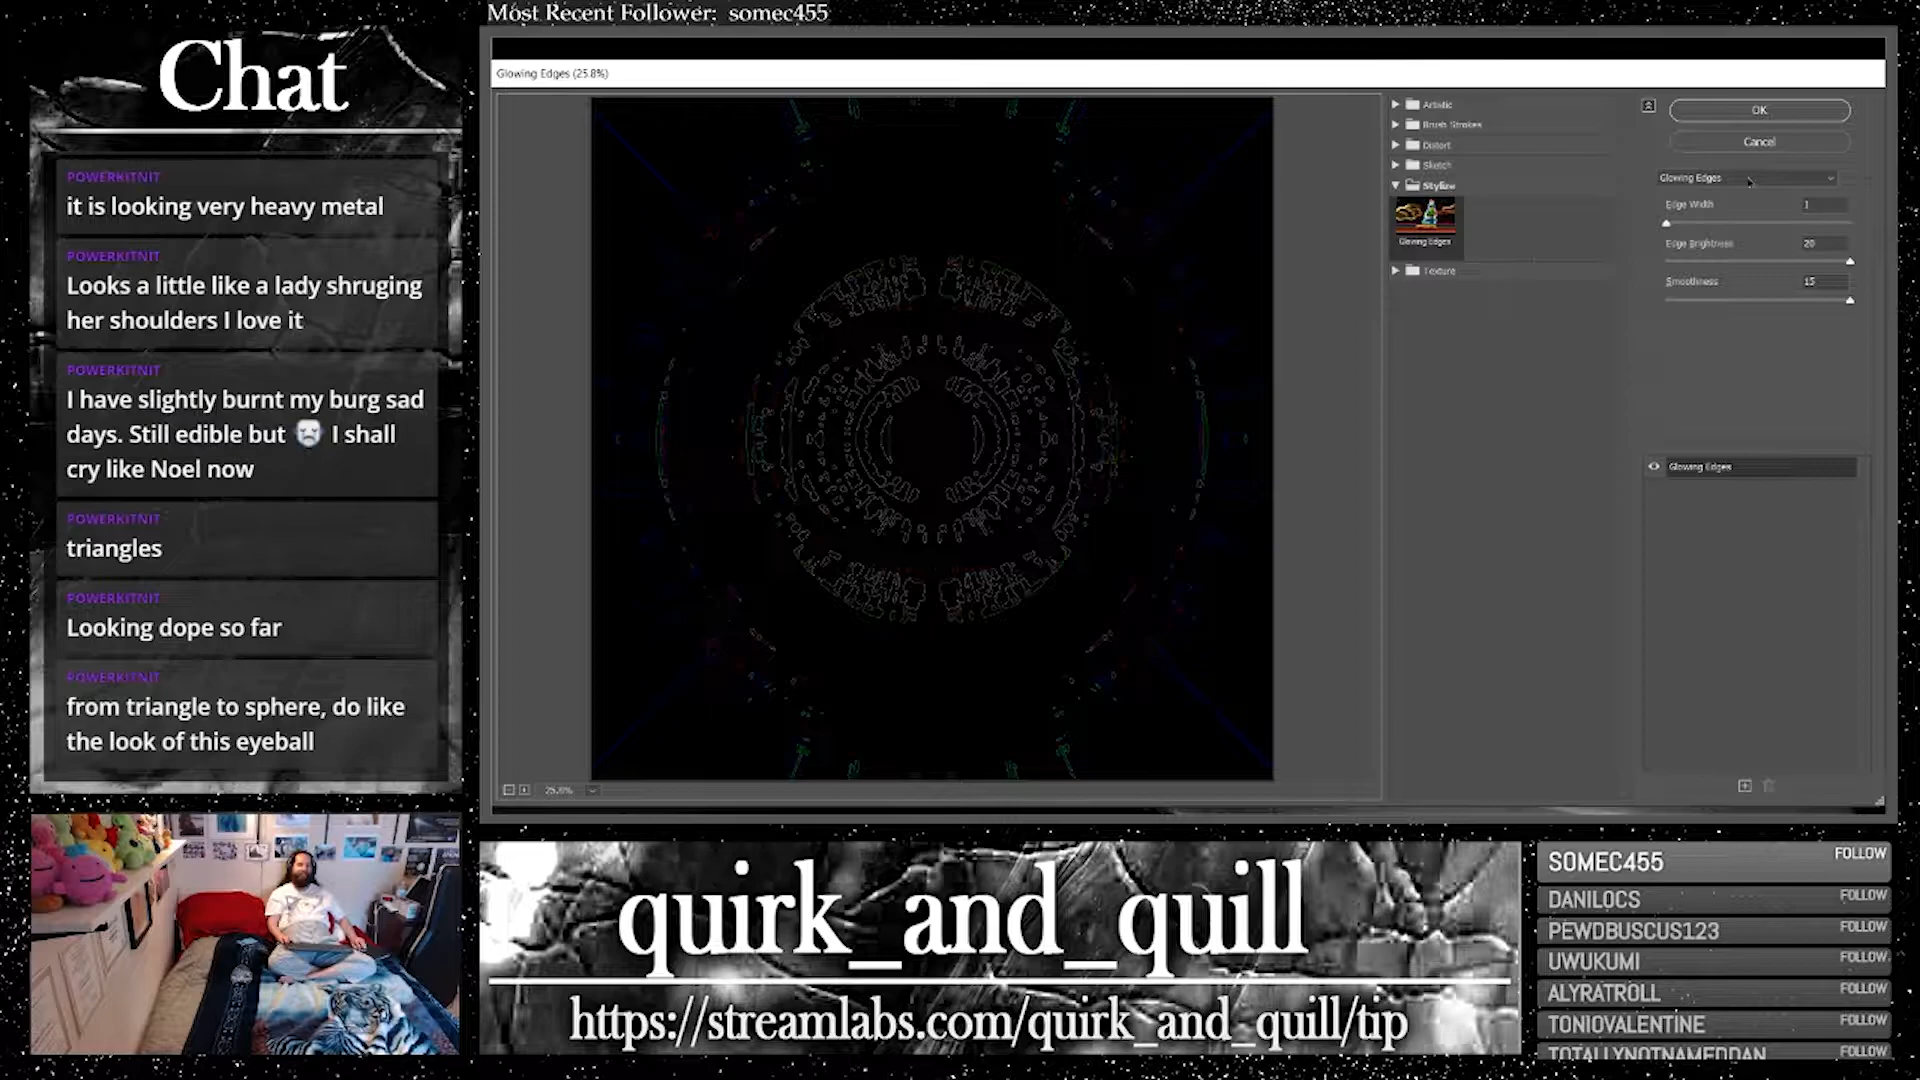 Most Recent Follower: somec455
Chat
POWERKITNIT
it is looking very heavy metal
POWERKITNIT
Looks a little like a lady shruging
her shoulders I love it
POWERKITNIT
I have slightly burnt my burg sad
days. Still edible but I shall
cry like Noel now
POWERKITNIT
triangles
POWERKITNIT
Looking dope so far
POWERKITNIT
from triangle to sphere, do like
the look of this eyeball
Glowing Edges (25.8%)
Artistic
Brush Strokes
Distort
Sketch
Stylize
Glowing Edges
Texture
OK
Cancel
Glowing Edges
Edge Width 1
Edge Brightness 20
Smoothness 15
Glowing Edges
25.8%
quirk_and_quill
https://streamlabs.com/quirk_and_quill/tip
SOMEC455 FOLLOW
DANILOCS FOLLOW
PEWDBUSCUS123 FOLLOW
UWUKUMI FOLLOW
ALYRATROLL FOLLOW
TONIOVALENTINE FOLLOW
TOTALLYNOTNAMEDDAN FOLLOW